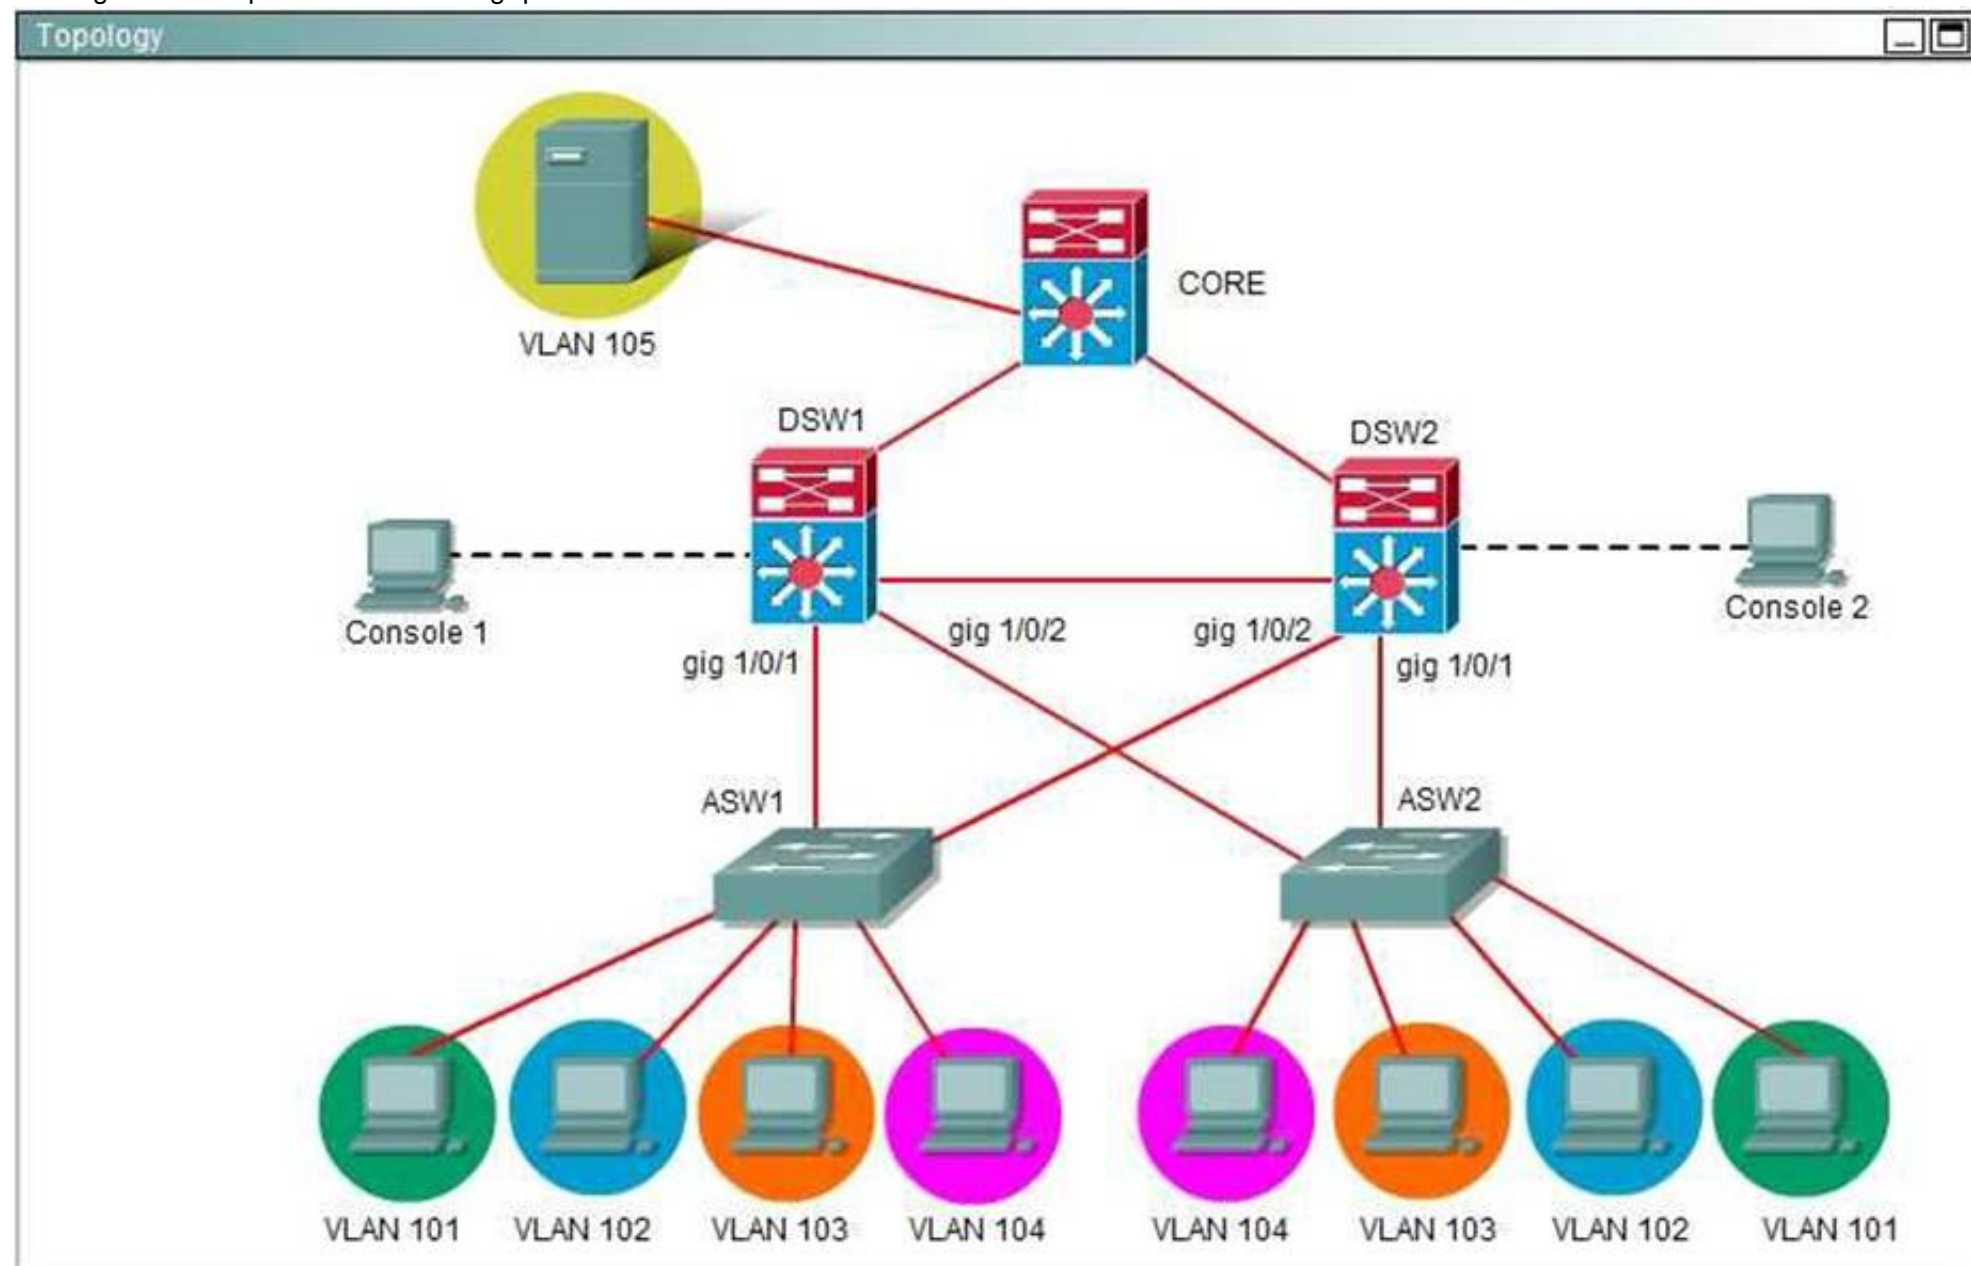 Topology
CORE
VLAN 105
DSW1
DSW2
Console 1
Console 2
gig 1/0/1
gig 1/0/2
gig 1/0/2
gig 1/0/1
ASW1
ASW2
VLAN 101
VLAN 102
VLAN 103
VLAN 104
VLAN 104
VLAN 103
VLAN 102
VLAN 101